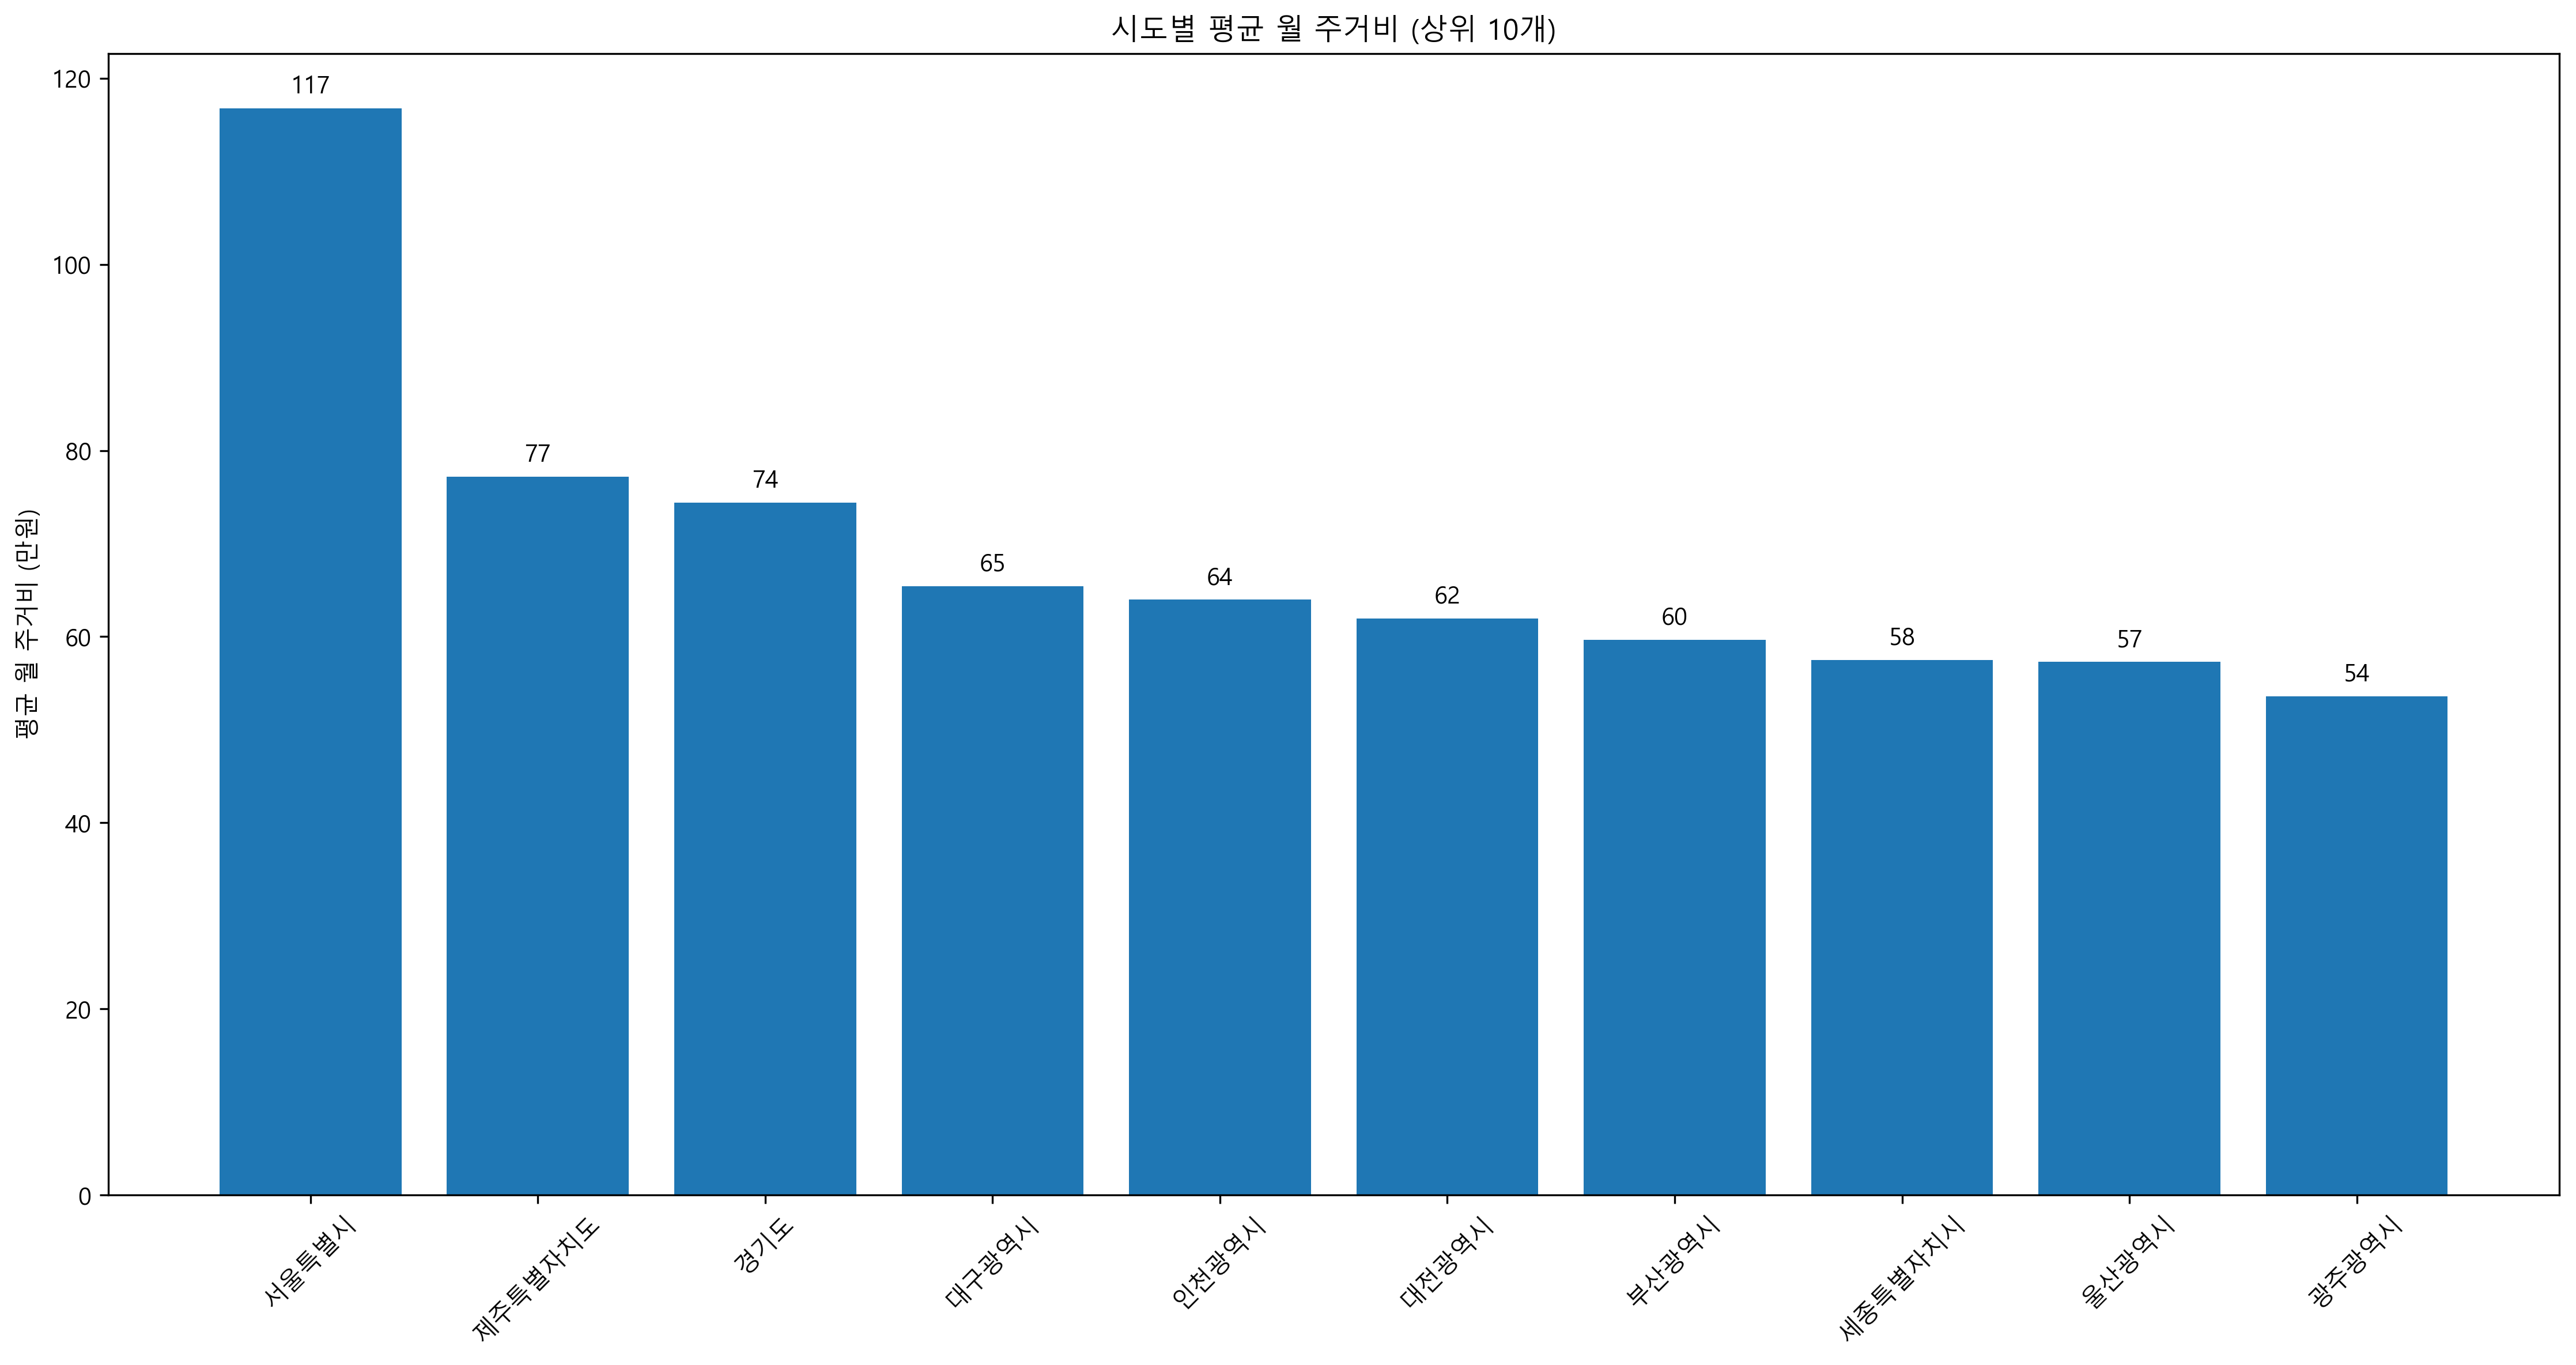 시도별 평균 월 주거비 (상위 10개)
평균 월 주거비 (만원)
120
100
80
60
40
20
0
117
77
74
65
64
62
60
58
57
54
서울특별시
제주특별자치도
경기도
대구광역시
인천광역시
대전광역시
부산광역시
세종특별자치시
울산광역시
광주광역시